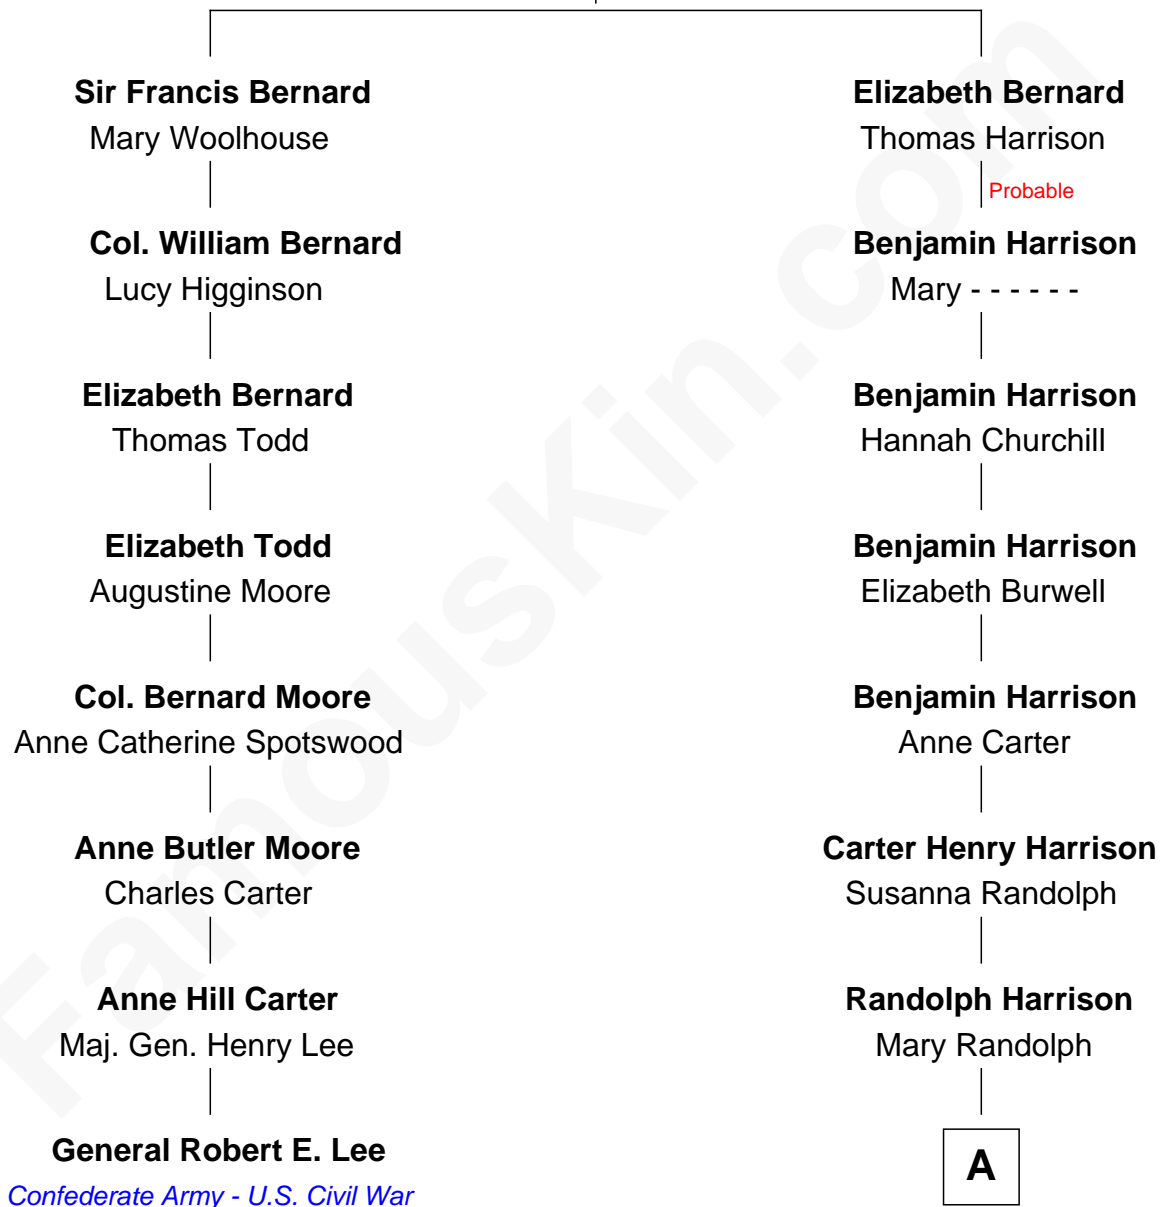 Sir Francis Bernard
Mary Woolhouse
Col. William Bernard
Lucy Higginson
Elizabeth Bernard
Thomas Todd
Elizabeth Todd
Augustine Moore
Col. Bernard Moore
Anne Catherine Spotswood
Anne Butler Moore
Charles Carter
Anne Hill Carter
Maj. Gen. Henry Lee
General Robert E. Lee
Confederate Army - U.S. Civil War
Elizabeth Bernard
Thomas Harrison
Probable
Benjamin Harrison
Mary - - - - - -
Benjamin Harrison
Hannah Churchill
Benjamin Harrison
Elizabeth Burwell
Benjamin Harrison
Anne Carter
Carter Henry Harrison
Susanna Randolph
Randolph Harrison
Mary Randolph
A
FamousKin.com